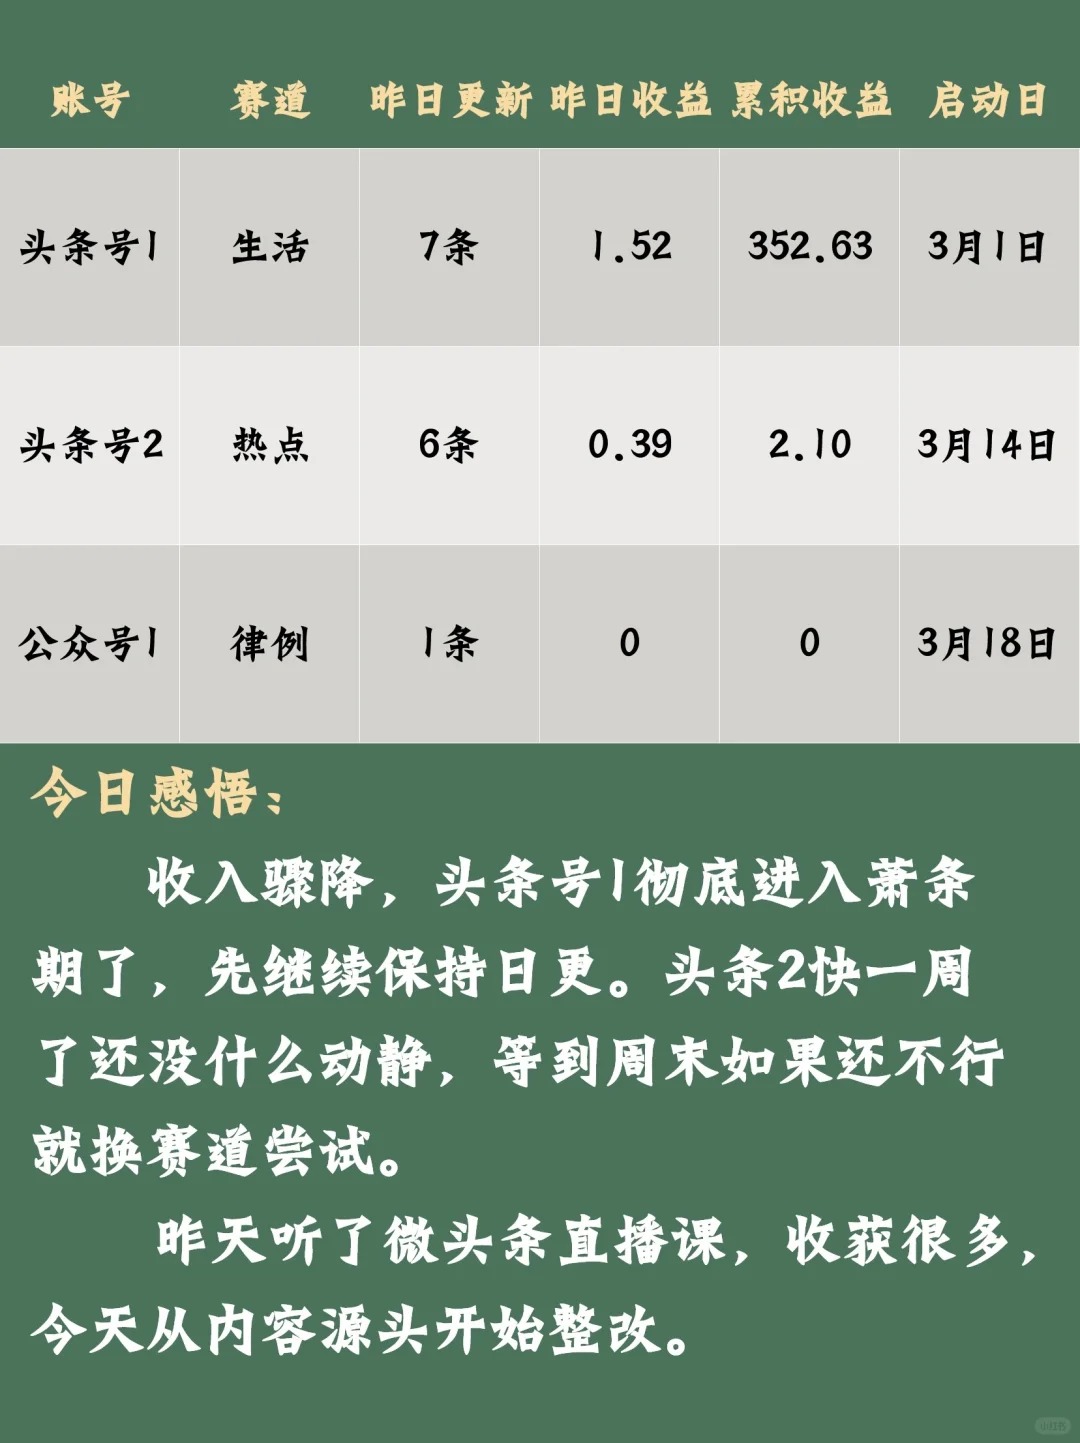 账号 赛道 昨日更新 昨日收益 累积收益 启动日
头条号1 生活 7条 1.52 352.63 3月1日
头条号2 热点 6条 0.39 2.10 3月14日
公众号1 律例 1条 0 0 3月18日
今日感悟：
收入骤降，头条号1彻底进入萧条
期了，先继续保持日更。头条2快一周
了还没什么动静，等到周末如果还不行
就换赛道尝试。
昨天听了微头条直播课，收获很多，
今天从内容源头开始整改。
小红书